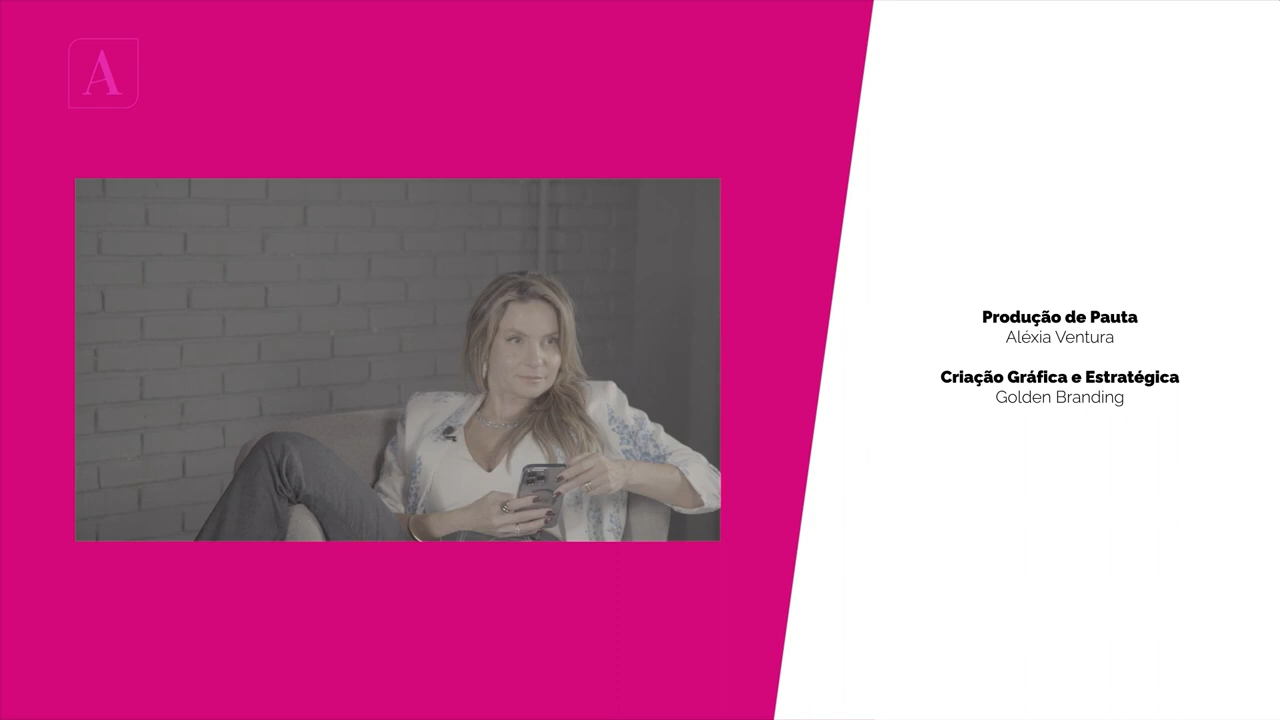 A
Produção de Pauta
Aléxia Ventura
Criação Gráfica e Estratégica
Golden Branding